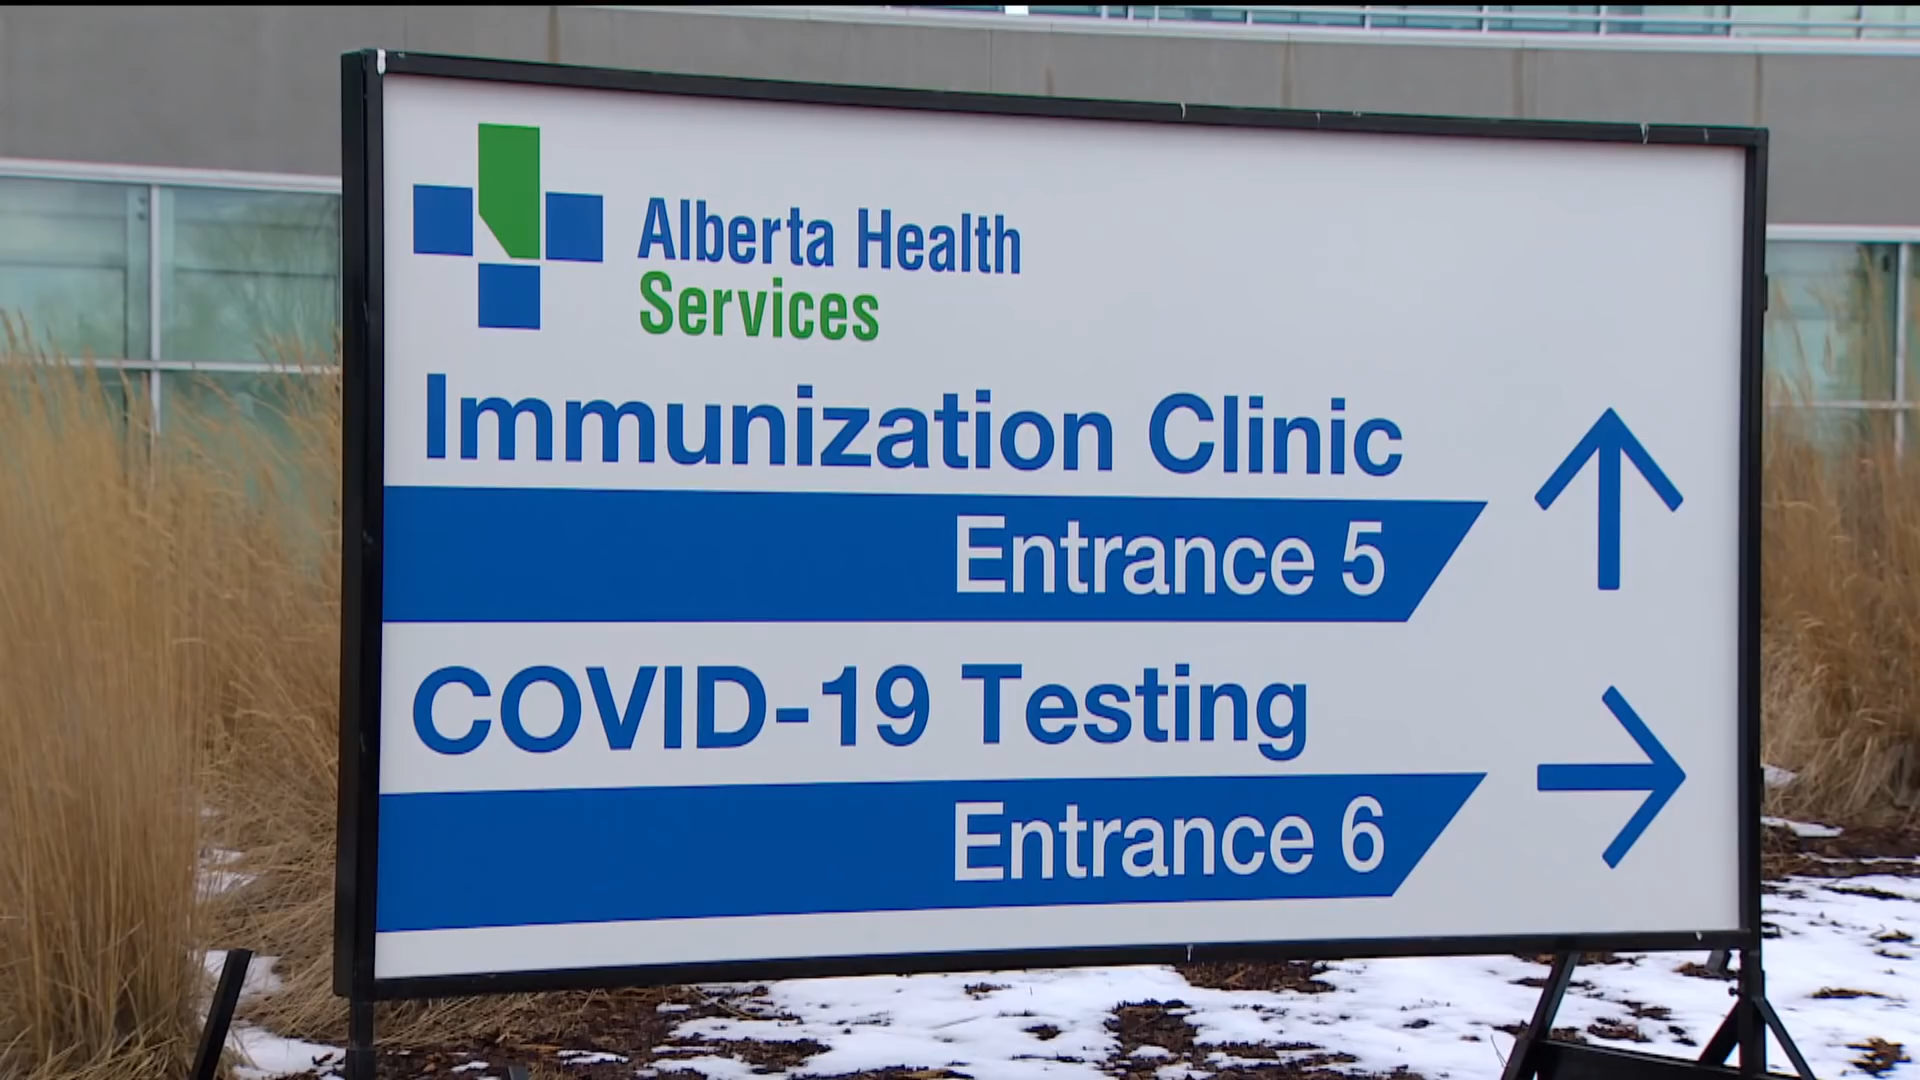 Alberta Health
Services
Immunization Clinic
Entrance 5
COVID-19 Testing
Entrance 6